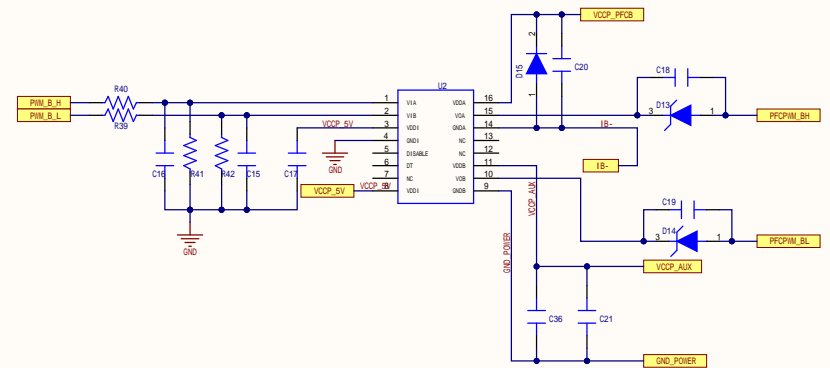 VCCP_PFCB
2
D15
1
C20
C18
D13
3
1
PFCPWM_BH
PWM_B_H
PWM_B_L
R40
R39
U2
1
2
3
4
5
6
7
8
VIA
VIB
VDDI
GNDI
DISABLE
DT
NC
VDDI
VDDA
VOA
GNDA
NC
NC
VDDB
VOB
GNDB
16
15
14
13
12
11
10
9
VCCP_5V
GND
C16
R41
R42
C15
C17
VCCP_5V
VCCP_5V
GND
IB-
IB-
VCCP_AUX
GND_POWER
C19
D14
3
1
PFCPWM_BL
VCCP_AUX
C36
C21
GND_POWER